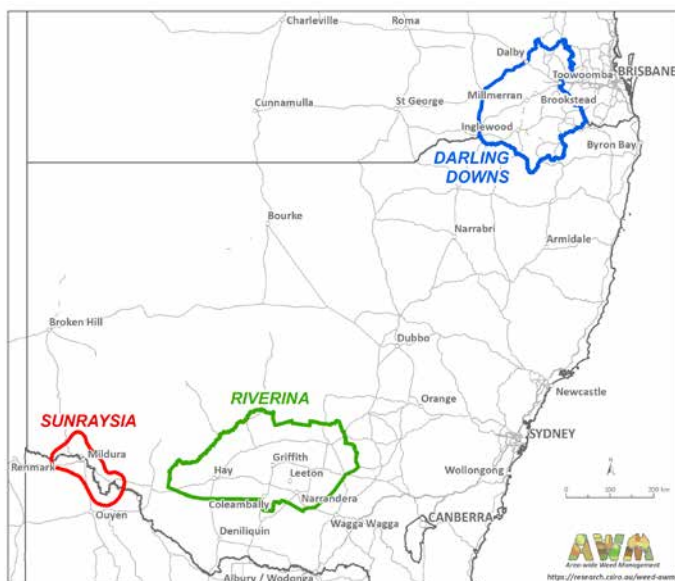 Charleville
Roma
Dalby
Toowoomba
BRISBANE
Millmerran
Brookstead
Cunnamulla
St George
Inglewood
DARLING
DOWNS
Byron Bay
Bourke
Narrabri
Armidale
Broken Hill
Dubbo
Orange
Newcastle
SUNRAYSIA
RIVERINA
SYDNEY
Renmark
Mildura
Hay
Griffith
Leeton
Wollongong
Coleambally
Narrandera
Ouyen
Deniliquin
Wagga Wagga
CANBERRA
Albury / Wodonga
AWM
Area-wide Weed Management